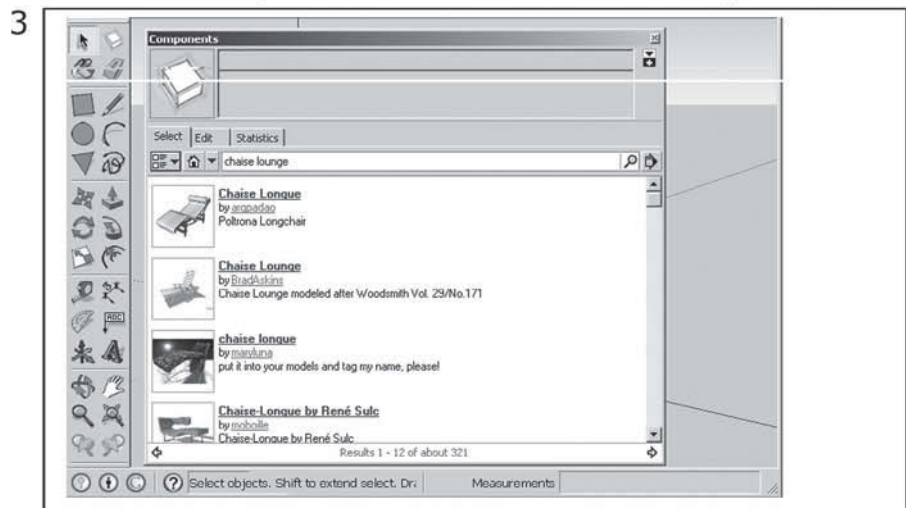 3
Components
Select Edit Statistics
chaise lounge
Chaise Longue
by arqpadao
Poltrona Longchair
Chaise Lounge
by BradAskins
Chaise Lounge modeled after Woodsmith Vol. 29/No.171
chaise longue
by maryluna
put it into your models and tag my name, please!
Chaise-Longue by René Sulc
by moboille
Chaise-Longue by René Sulc
Results 1 - 12 of about 321
ABC
Select objects. Shift to extend select. Dra
Measurements